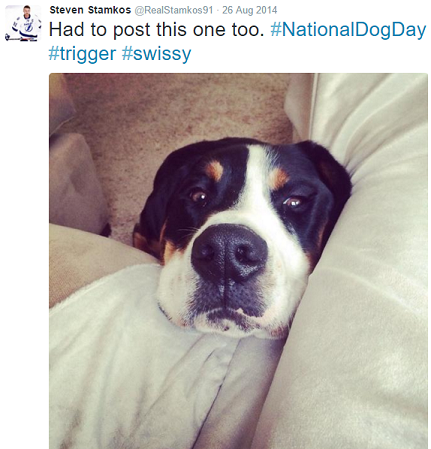 Steven Stamkos @RealStamkos91 · 26 Aug 2014
Had to post this one too. #NationalDogDay
#trigger #swissy